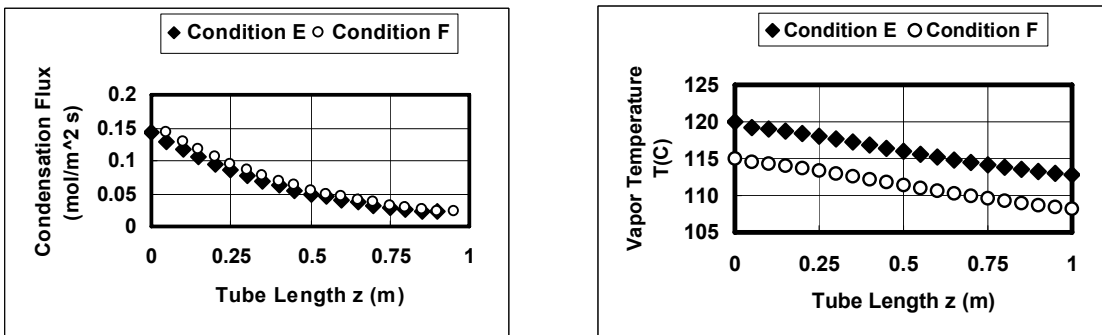 Condition E Condition F
Condensation Flux
(mol/m^2 s)
0.2
0.15
0.1
0.05
0
0 0.25 0.5 0.75 1
Tube Length z (m)
Condition E Condition F
Vapor Temperature
T(C)
125
120
115
110
105
0 0.25 0.5 0.75 1
Tube Length z (m)